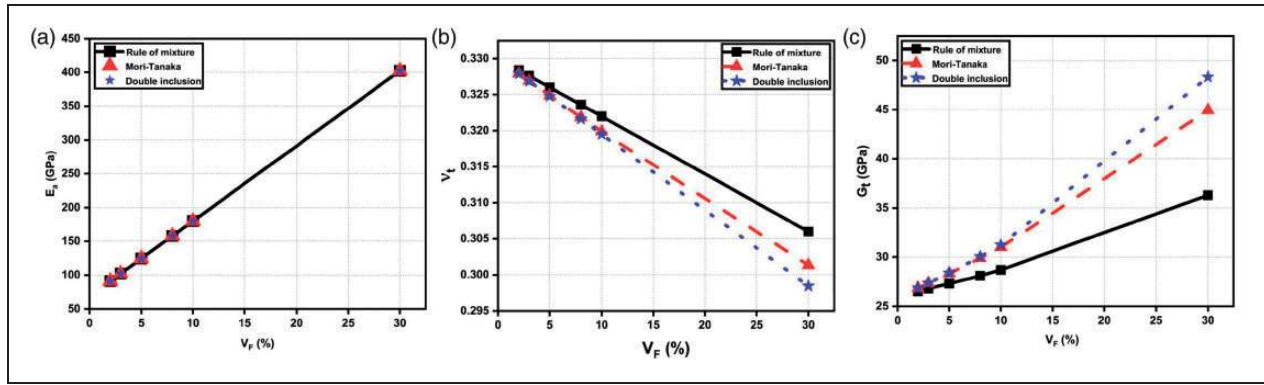 (a)
450
400
350
300
250
200
150
100
50
0
5
10
15
20
25
30
Eₐ (GPa)
V_F (%)
Rule of mixture
Mori-Tanaka
Double inclusion
(b)
0.330
0.325
0.320
0.315
0.310
0.305
0.300
0.295
0
5
10
15
20
25
30
ν_t
V_F (%)
Rule of mixture
Mori-Tanaka
Double inclusion
(c)
50
45
40
35
30
25
0
5
10
15
20
25
30
G_t (GPa)
V_F (%)
Rule of mixture
Mori-Tanaka
Double inclusion